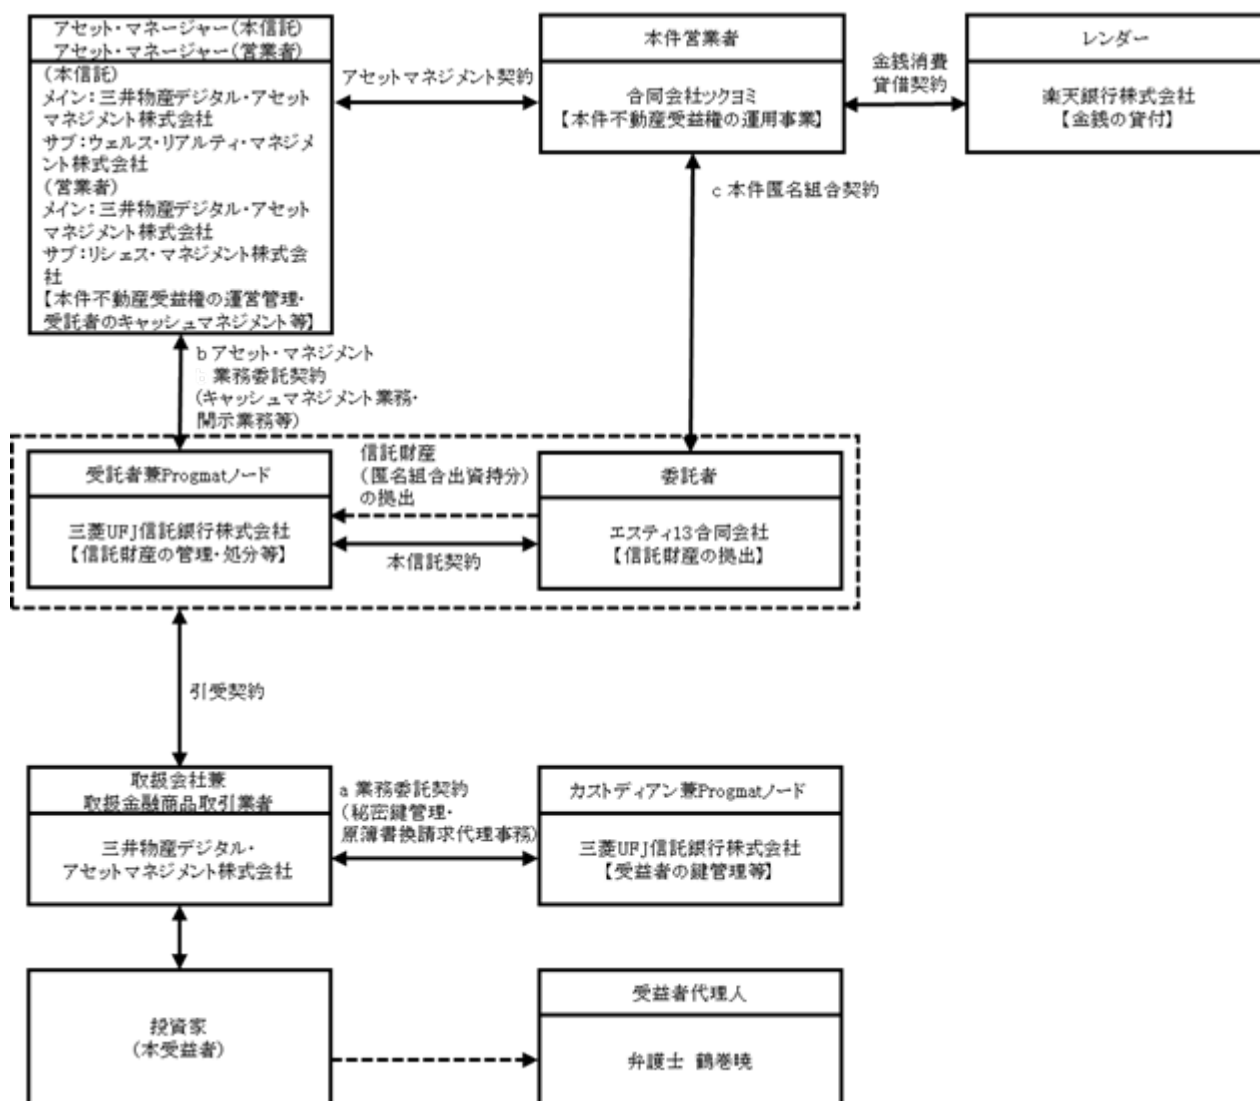 アセット・マネージャー(本信託)
アセット・マネージャー(営業者)
(本信託)
メイン：三井物産デジタル・アセット
マネジメント株式会社
サブ：ウェルス・リアルティ・マネジメ
ント株式会社
(営業者)
メイン：三井物産デジタル・アセット
マネジメント株式会社
サブ：リシェス・マネジメント株式会
社
【本件不動産受益権の運営管理・
受託者のキャッシュマネジメント等】
アセットマネジメント契約
本件営業者
合同会社ツクヨミ
【本件不動産受益権の運用事業】
金銭消費
貸借契約
レンダー
楽天銀行株式会社
【金銭の貸付】
c 本件匿名組合契約
b アセット・マネジメント
業務委託契約
(キャッシュマネジメント業務・
開示業務等)
受託者兼Progmatノード
三菱UFJ信託銀行株式会社
【信託財産の管理・処分等】
信託財産
(匿名組合出資持分)
の拠出
本信託契約
委託者
エスティ13合同会社
【信託財産の拠出】
引受契約
取扱会社兼
取扱金融商品取引業者
三井物産デジタル・
アセットマネジメント株式会社
a 業務委託契約
(秘密鍵管理・
原簿書換請求代理事務)
カストディアン兼Progmatノード
三菱UFJ信託銀行株式会社
【受益者の鍵管理等】
投資家
(本受益者)
受益者代理人
弁護士 鶴巻暁